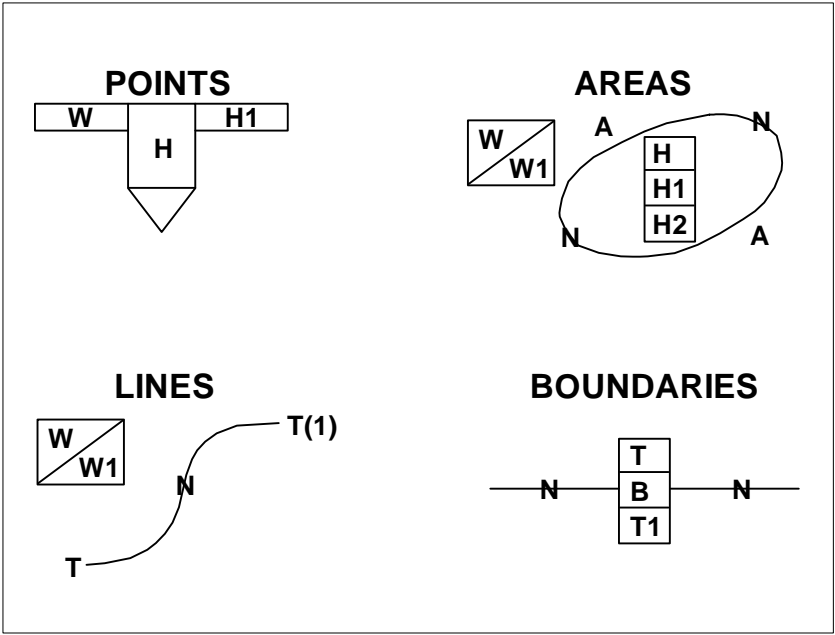 POINTS
W H1
H
AREAS
A N
W
W1
H
H1
H2
N A
LINES
T(1)
W
W1
N
T
BOUNDARIES
T
N B N
T1